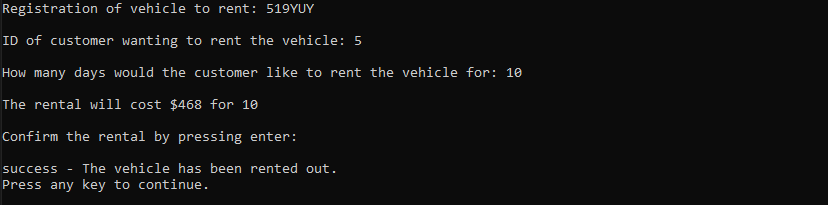 Registration of vehicle to rent: 519YUY
ID of customer wanting to rent the vehicle: 5
How many days would the customer like to rent the vehicle for: 10
The rental will cost $468 for 10
Confirm the rental by pressing enter:
success - The vehicle has been rented out.
Press any key to continue.